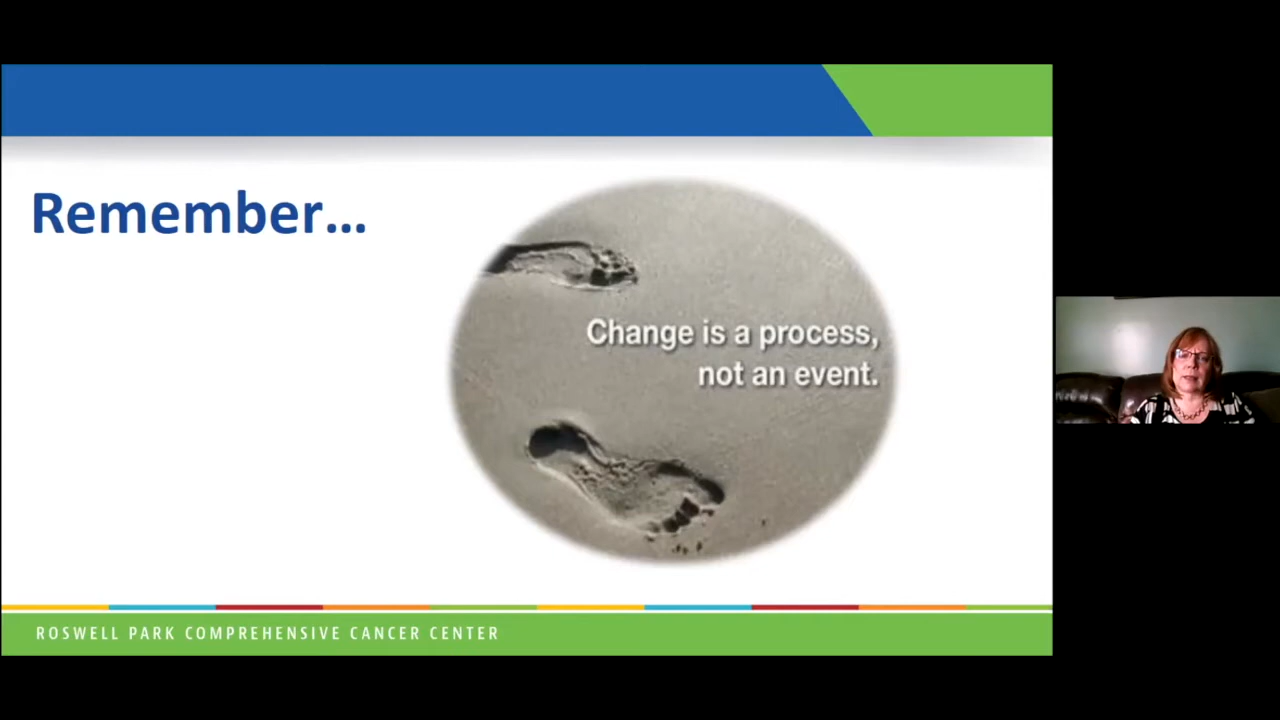 Remember...
Change is a process,
not an event.
ROSWELL PARK COMPREHENSIVE CANCER CENTER